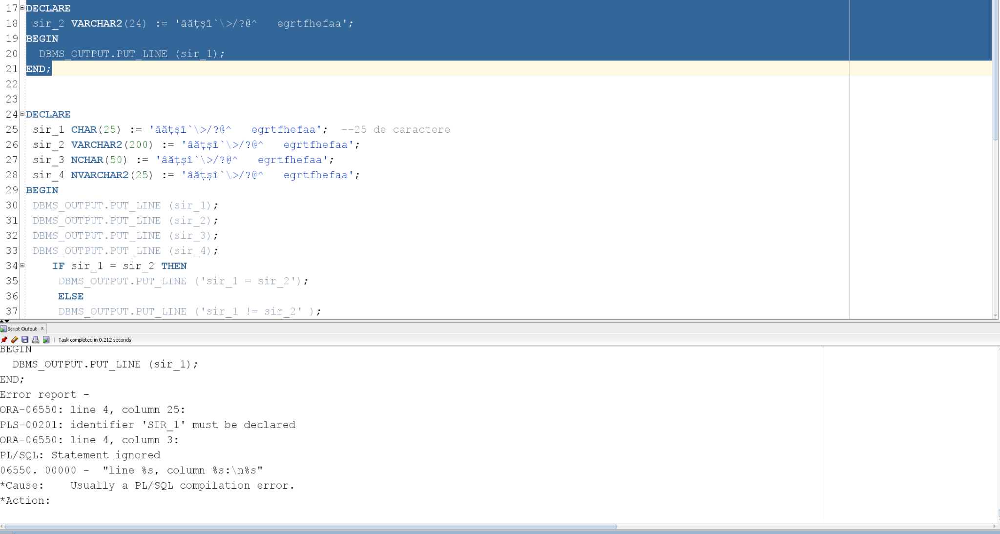 17 DECLARE
18 sir_2 VARCHAR2(24) := 'âățșî`\>/?@^   egrtfhefaa';
19 BEGIN
20   DBMS_OUTPUT.PUT_LINE (sir_1);
21 END;
22
23
24 DECLARE
25 sir_1 CHAR(25) := 'âățșî`\>/?@^   egrtfhefaa';  --25 de caractere
26 sir_2 VARCHAR2(200) := 'âățșî`\>/?@^   egrtfhefaa';
27 sir_3 NCHAR(50) := 'âățșî`\>/?@^   egrtfhefaa';
28 sir_4 NVARCHAR2(25) := 'âățșî`\>/?@^   egrtfhefaa';
29 BEGIN
30 DBMS_OUTPUT.PUT_LINE (sir_1);
31 DBMS_OUTPUT.PUT_LINE (sir_2);
32 DBMS_OUTPUT.PUT_LINE (sir_3);
33 DBMS_OUTPUT.PUT_LINE (sir_4);
34    IF sir_1 = sir_2 THEN
35     DBMS_OUTPUT.PUT_LINE ('sir_1 = sir_2');
36     ELSE
37     DBMS_OUTPUT.PUT_LINE ('sir_1 != sir_2' );
Script Output x
Task completed in 0.212 seconds
BEGIN
  DBMS_OUTPUT.PUT_LINE (sir_1);
END;
Error report -
ORA-06550: line 4, column 25:
PLS-00201: identifier 'SIR_1' must be declared
ORA-06550: line 4, column 3:
PL/SQL: Statement ignored
06550. 00000 -  "line %s, column %s:\n%s"
*Cause:    Usually a PL/SQL compilation error.
*Action: